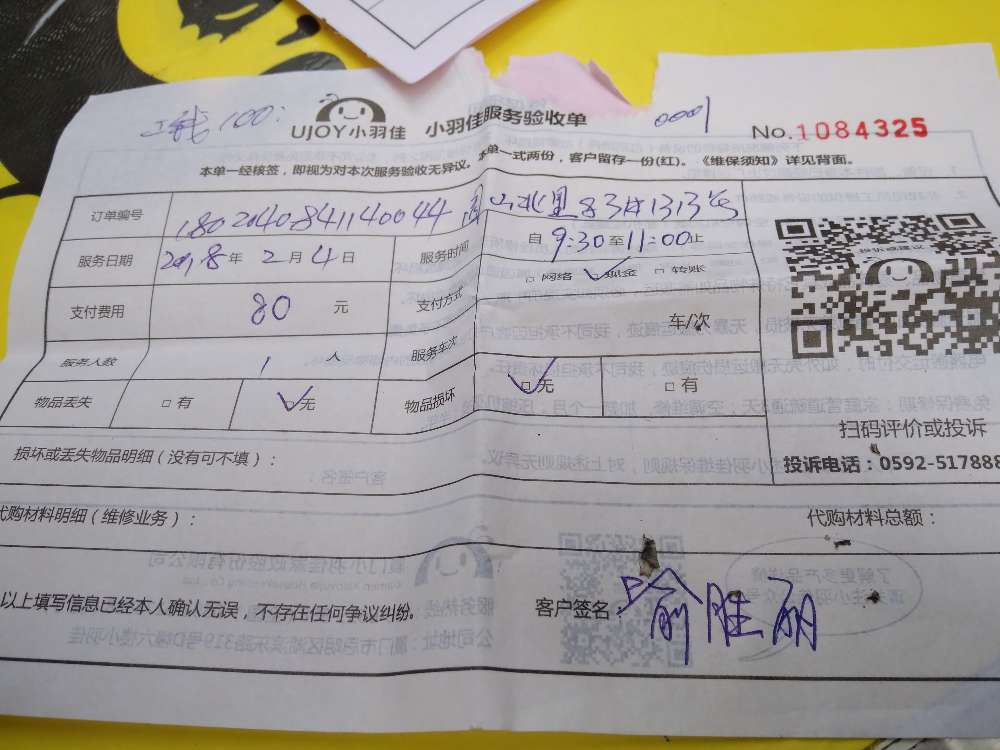 100:
0001
UJOY小羽佳 小羽佳服务验收单
No.1084325
本单一经核签，即视为对本次服务验收无异议。本单一式两份，客户留存一份(红)。《维保须知》详见背面。
订单编号 1802040841140044
服务日期 2018年2月4日 服务时间 自9:30至11:00止
支付费用 80 元 支付方式 □网络 ☑现金 □转账
服务人数 1 人 服务车次 车/次
物品丢失 □有 ☑无 物品损坏 ☑无 □有
扫码评价或投诉
投诉电话：0592-517888
损坏或丢失物品明细（没有可不填）：
代购材料明细（维修业务）：
代购材料总额：
以上填写信息已经本人确认无误，不存在任何争议纠纷。
客户签名：喻胜丽